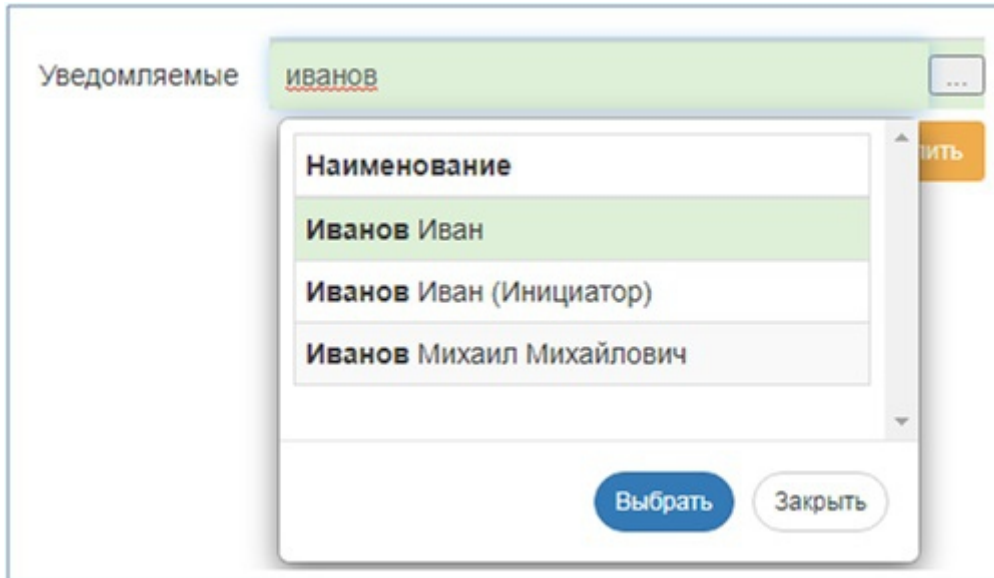 Уведомляемые иванов ...
Наименование
Иванов Иван
Иванов Иван (Инициатор)
Иванов Михаил Михайлович
Выбрать Закрыть